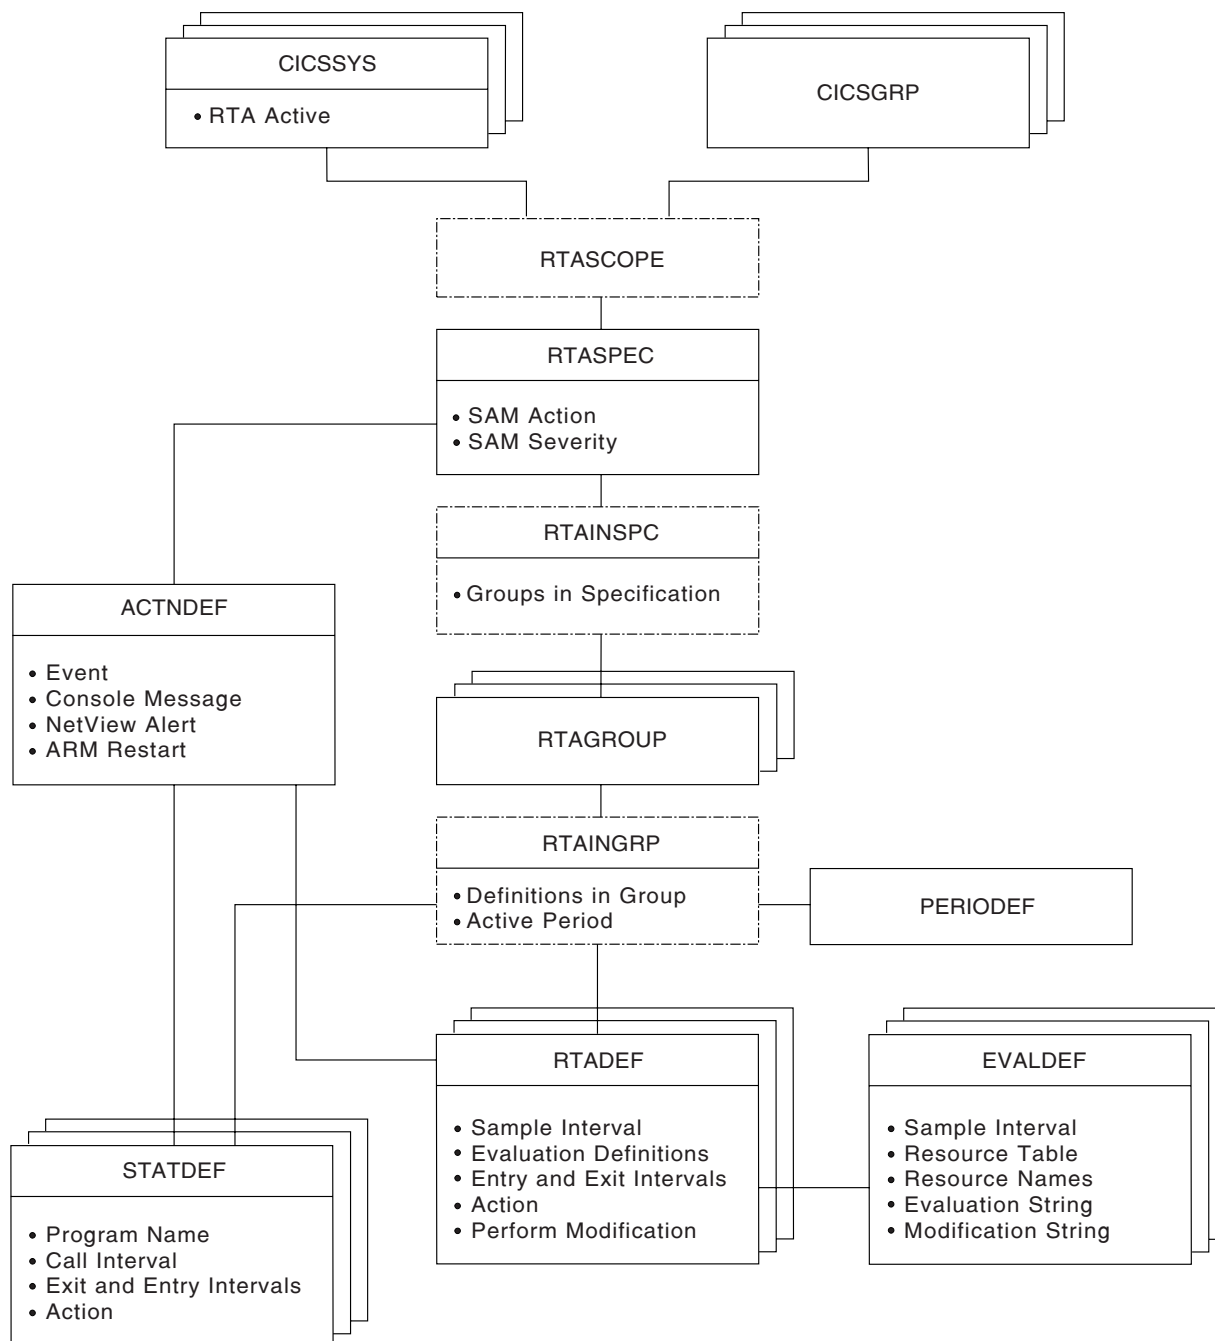 CICSSYS
• RTA Active
CICSGRP
RTASCOPE
RTASPEC
• SAM Action
• SAM Severity
RTAINSPC
• Groups in Specification
ACTNDEF
• Event
• Console Message
• NetView Alert
• ARM Restart
RTAGROUP
RTAINGRP
• Definitions in Group
• Active Period
PERIODEF
RTADEF
• Sample Interval
• Evaluation Definitions
• Entry and Exit Intervals
• Action
• Perform Modification
EVALDEF
• Sample Interval
• Resource Table
• Resource Names
• Evaluation String
• Modification String
STATDEF
• Program Name
• Call Interval
• Exit and Entry Intervals
• Action